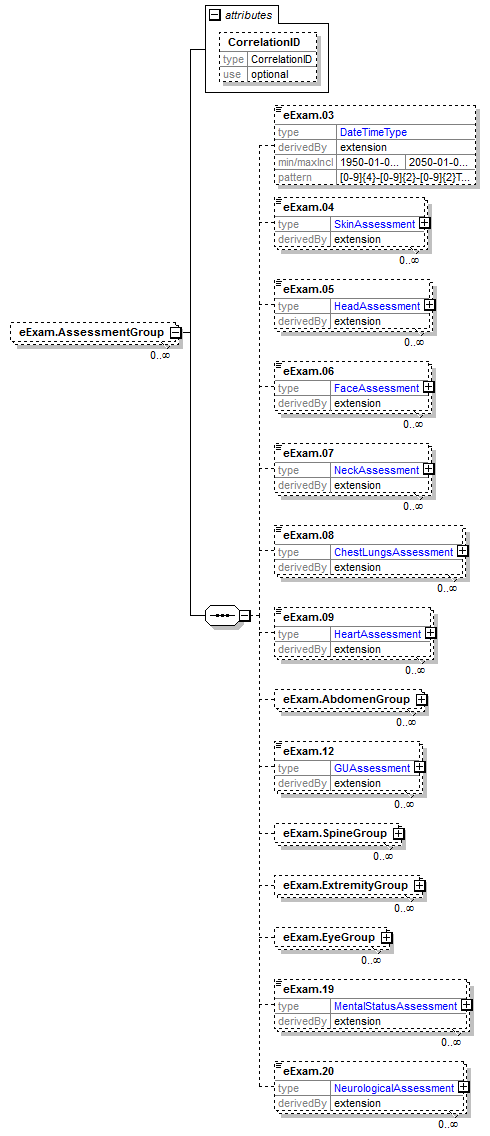 attributes
CorrelationID
type CorrelationID
use optional
eExam.03
type DateTimeType
derivedBy extension
min/maxIncl 1950-01-0... 2050-01-0...
pattern [0-9]{4}-[0-9]{2}-[0-9]{2}T...
eExam.04
type SkinAssessment
derivedBy extension
0..∞
eExam.05
type HeadAssessment
derivedBy extension
0..∞
eExam.AssessmentGroup
0..∞
eExam.06
type FaceAssessment
derivedBy extension
0..∞
eExam.07
type NeckAssessment
derivedBy extension
0..∞
eExam.08
type ChestLungsAssessment
derivedBy extension
0..∞
eExam.09
type HeartAssessment
derivedBy extension
0..∞
eExam.AbdomenGroup
0..∞
eExam.12
type GUAssessment
derivedBy extension
0..∞
eExam.SpineGroup
0..∞
eExam.ExtremityGroup
0..∞
eExam.EyeGroup
0..∞
eExam.19
type MentalStatusAssessment
derivedBy extension
0..∞
eExam.20
type NeurologicalAssessment
derivedBy extension
0..∞